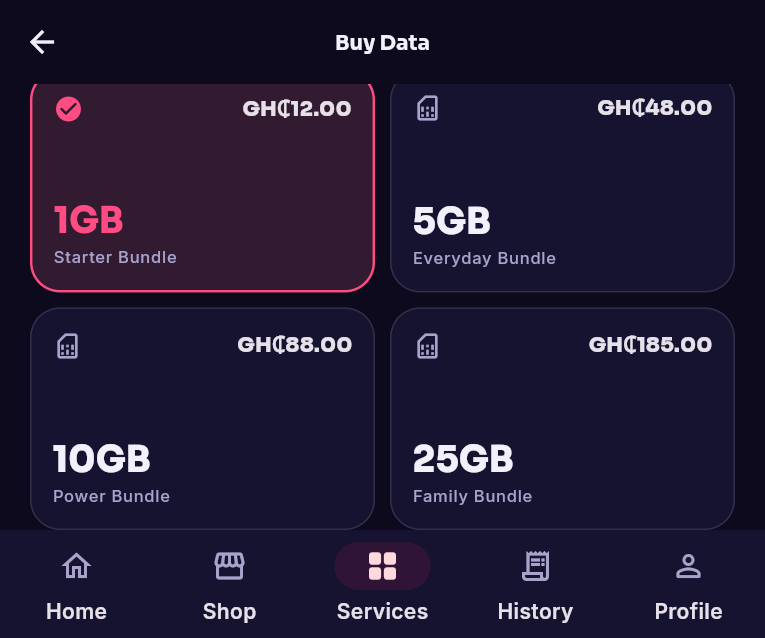 Buy Data
GH₵12.00
GH₵48.00
1GB
5GB
Starter Bundle
Everyday Bundle
GH₵88.00
GH₵185.00
10GB
25GB
Power Bundle
Family Bundle
Home Shop Services History Profile